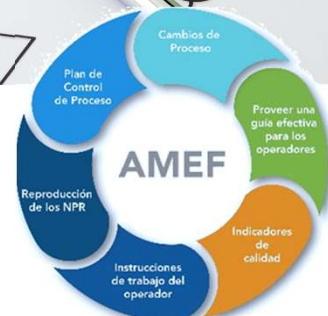 Cambios de
Proceso
Proveer una
guía efectiva
para los
operadores
Indicadores
de
calidad
Instrucciones
de trabajo del
operador
Reproducción
de los NPR
Plan de
Control
de Proceso
AMEF